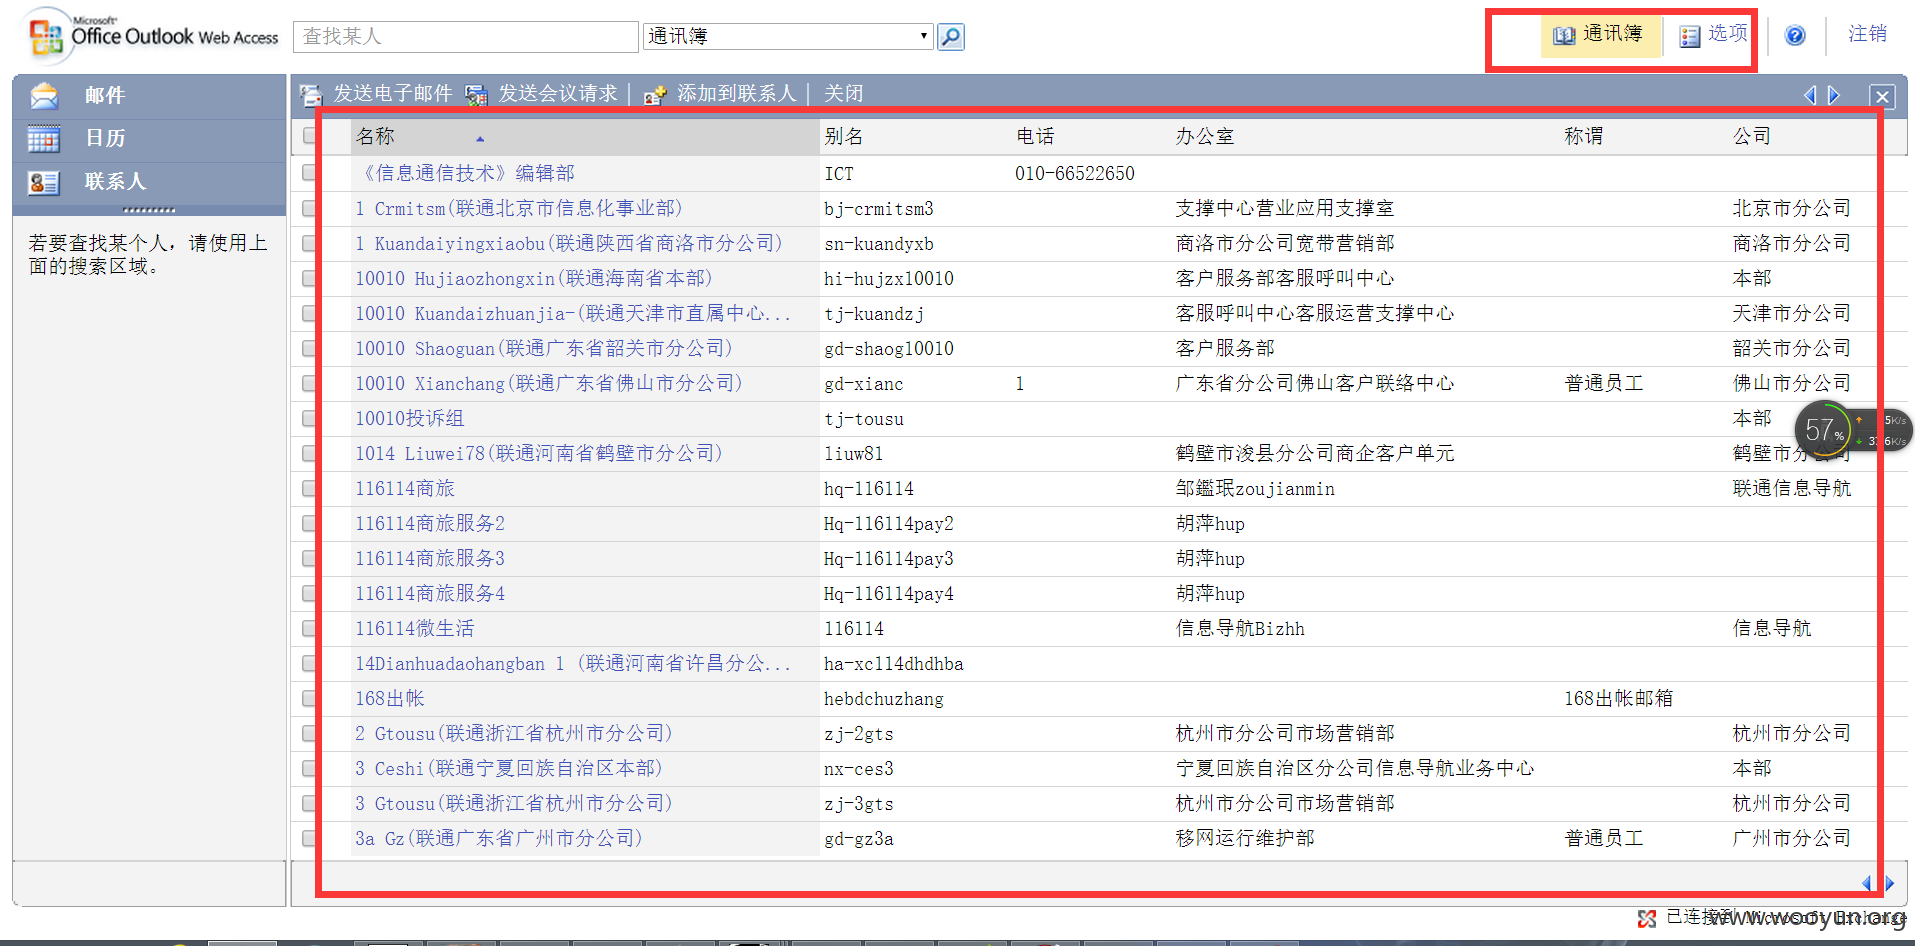 Microsoft®
Office Outlook Web Access
查找某人
通讯簿
通讯簿
选项
注销
邮件
日历
联系人
若要查找某个人，请使用上
面的搜索区域。
发送电子邮件 发送会议请求 添加到联系人 关闭
名称 别名 电话 办公室 称谓 公司
《信息通信技术》编辑部 ICT 010-66522650
1 Crmitsm(联通北京市信息化事业部) bj-crmitsm3 支撑中心营业应用支撑室 北京市分公司
1 Kuandaiyingxiaobu(联通陕西省商洛市分公司) sn-kuandyxb 商洛市分公司宽带营销部 商洛市分公司
10010 Hujiaozhongxin(联通海南省本部) hi-hujzx10010 客户服务部客服呼叫中心 本部
10010 Kuandaizhuanjia-(联通天津市直属中心... tj-kuandzj 客服呼叫中心客服运营支撑中心 天津市分公司
10010 Shaoguan(联通广东省韶关市分公司) gd-shaog10010 客户服务部 韶关市分公司
10010 Xianchang(联通广东省佛山市分公司) gd-xianc 1 广东省分公司佛山客户联络中心 普通员工 佛山市分公司
10010投诉组 tj-tousu 本部
1014 Liuwei78(联通河南省鹤壁市分公司) liuw81 鹤壁市浚县分公司商企客户单元 鹤壁市分公司
116114商旅 hq-116114 邹鑑珉zoujianmin 联通信息导航
116114商旅服务2 Hq-116114pay2 胡萍hup
116114商旅服务3 Hq-116114pay3 胡萍hup
116114商旅服务4 Hq-116114pay4 胡萍hup
116114微生活 116114 信息导航Bizhh 信息导航
14Dianhuadaohangban 1 (联通河南省许昌分公... ha-xc114dhdhba
168出帐 hebdchuzhang 168出帐邮箱
2 Gtousu(联通浙江省杭州市分公司) zj-2gts 杭州市分公司市场营销部 杭州市分公司
3 Ceshi(联通宁夏回族自治区本部) nx-ces3 宁夏回族自治区分公司信息导航业务中心 本部
3 Gtousu(联通浙江省杭州市分公司) zj-3gts 杭州市分公司市场营销部 杭州市分公司
3a Gz(联通广东省广州市分公司) gd-gz3a 移网运行维护部 普通员工 广州市分公司
57%
已连接到 Microsoft Exchange
www.wooyun.org